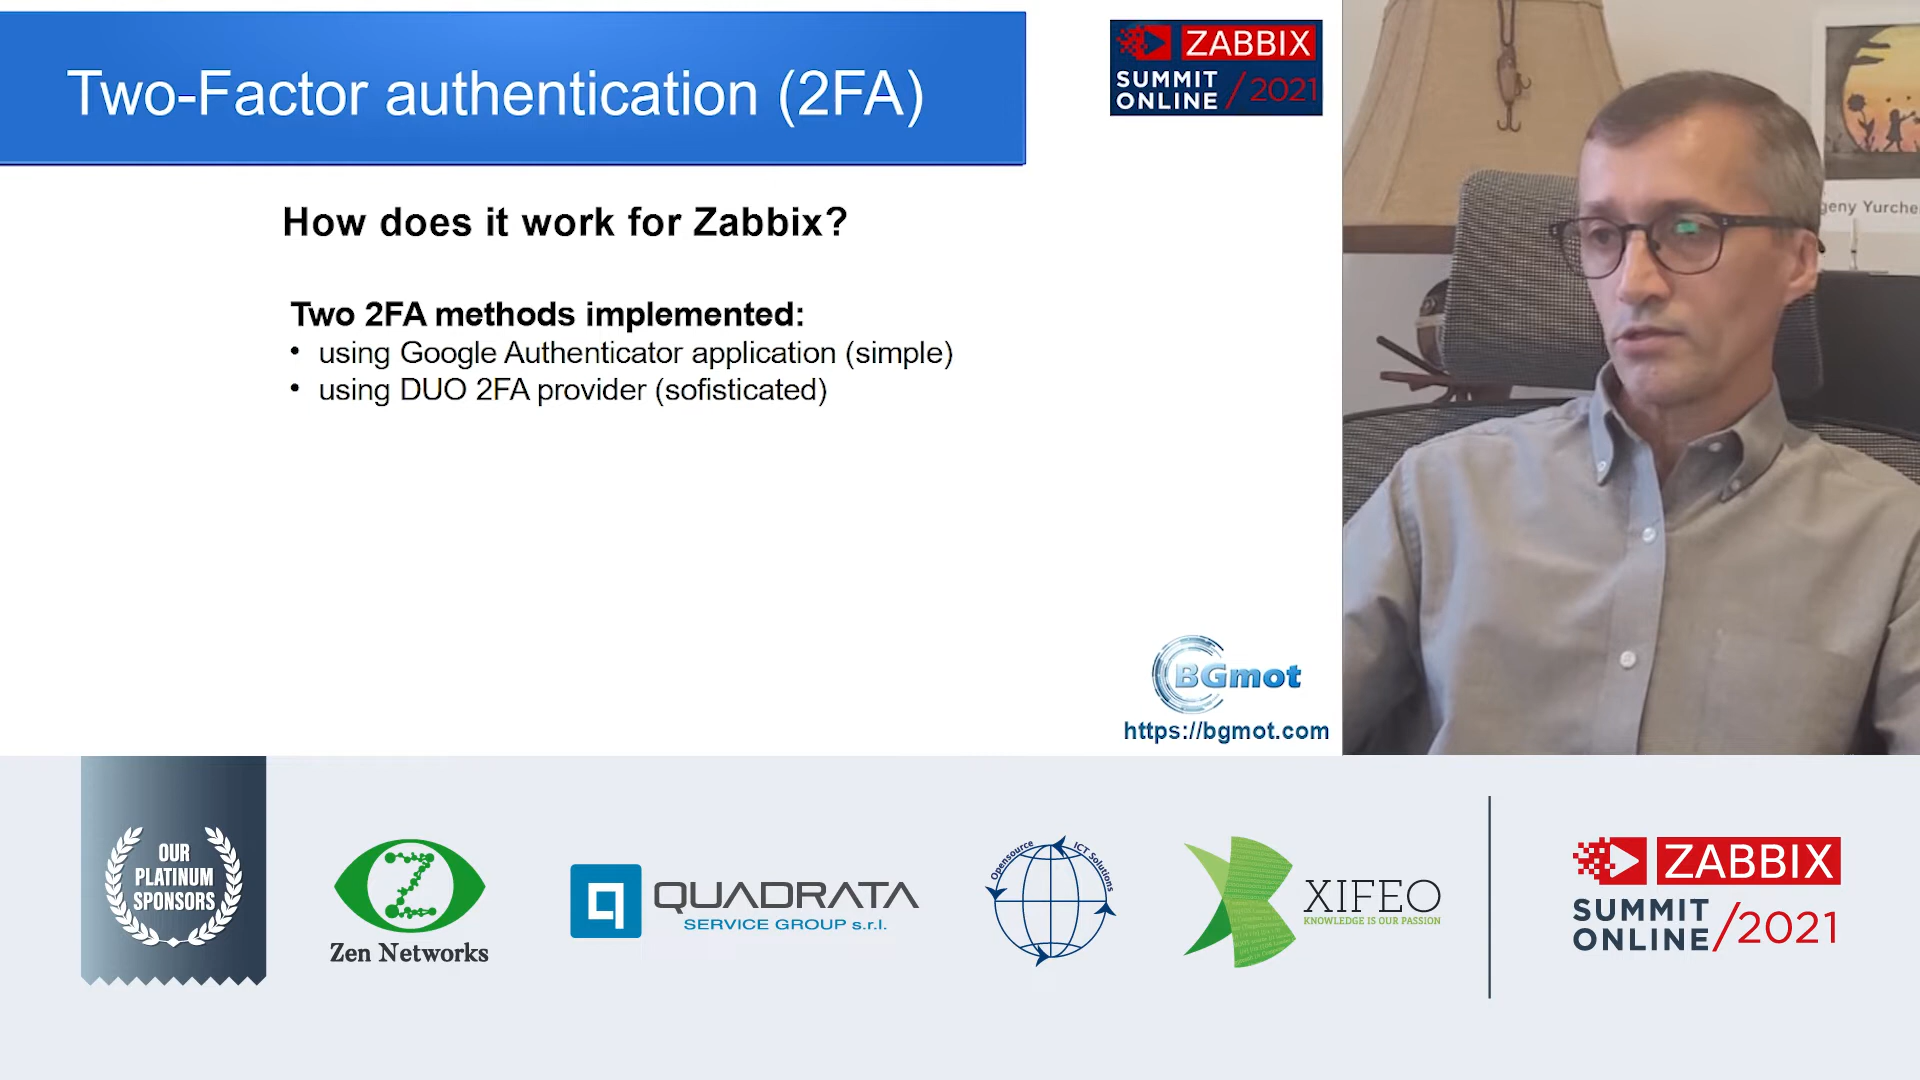 Two-Factor authentication (2FA)
ZABBIX
SUMMIT
ONLINE / 2021
How does it work for Zabbix?
Two 2FA methods implemented:
• using Google Authenticator application (simple)
• using DUO 2FA provider (sofisticated)
geny Yurche
BGmot
https://bgmot.com
OUR
PLATINUM
SPONSORS
Zen Networks
QUADRATA
SERVICE GROUP s.r.l.
Opensource ICT Solutions
XIFEO
KNOWLEDGE IS OUR PASSION
ZABBIX
SUMMIT
ONLINE / 2021